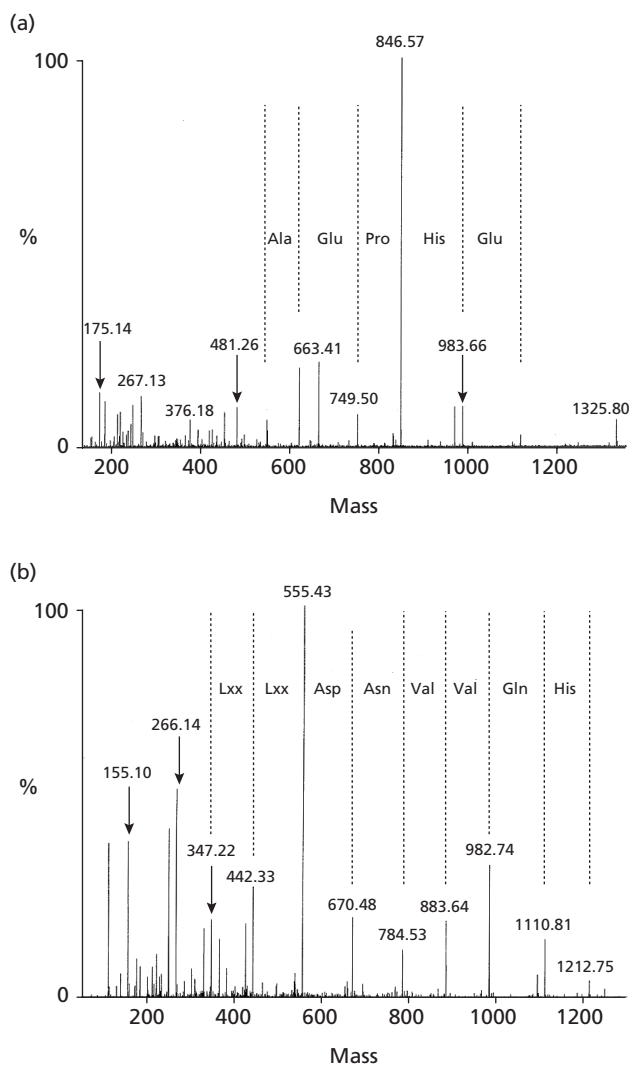 (a)
100
%
0
846.57
Ala
Glu
Pro
His
Glu
175.14
267.13
376.18
481.26
663.41
749.50
983.66
1325.80
200
400
600
800
1000
1200
Mass
(b)
100
%
0
555.43
Lxx
Lxx
Asp
Asn
Val
Val
Gln
His
266.14
155.10
347.22
442.33
670.48
784.53
883.64
982.74
1110.81
1212.75
200
400
600
800
1000
1200
Mass